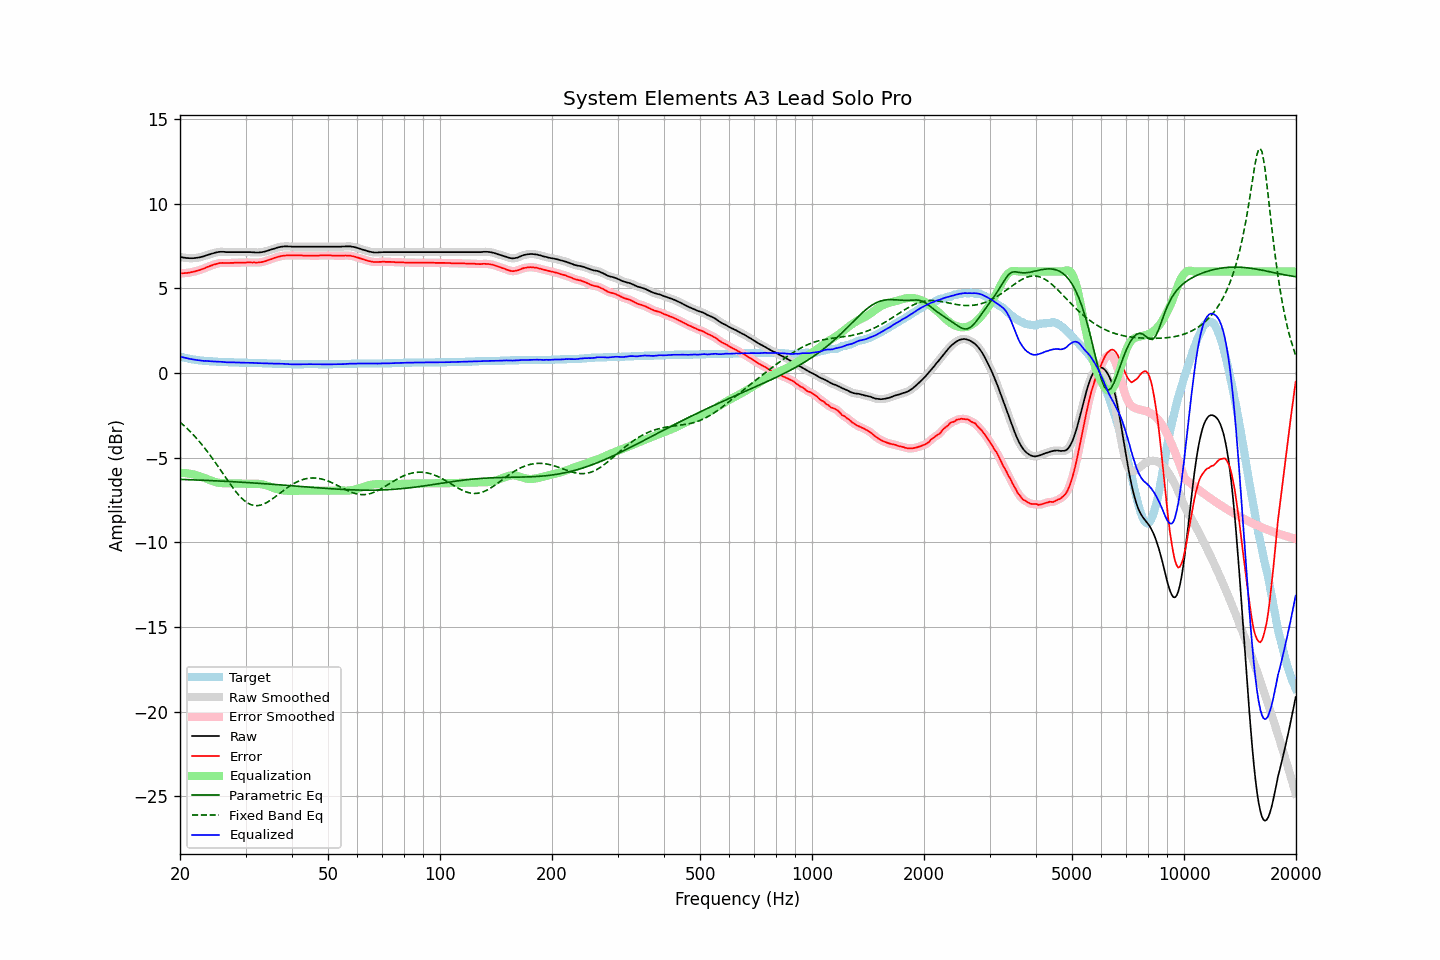 System Elements A3 Lead Solo Pro
Amplitude (dBr)
15
10
5
0
−5
−10
−15
−20
−25
Target
Raw Smoothed
Error Smoothed
Raw
Error
Equalization
Parametric Eq
Fixed Band Eq
Equalized
20 50 100 200 500 1000 2000 5000 10000 20000
Frequency (Hz)